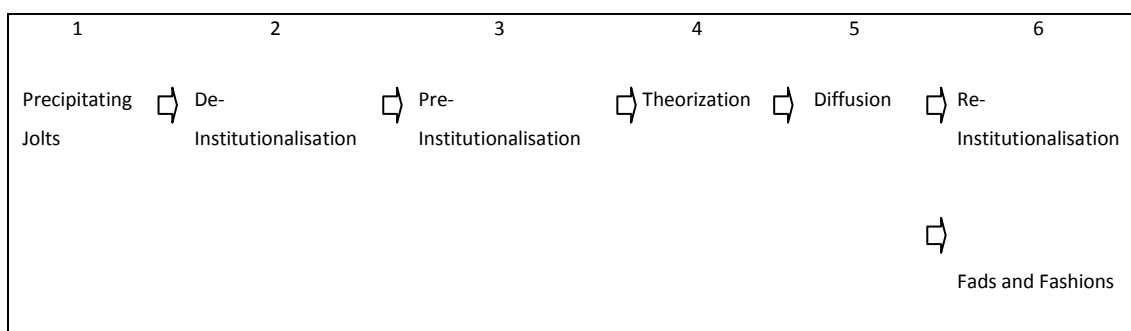 1 2 3 4 5 6
Precipitating De- Pre- Theorization Diffusion Re-
Jolts Institutionalisation Institutionalisation Institutionalisation
Fads and Fashions